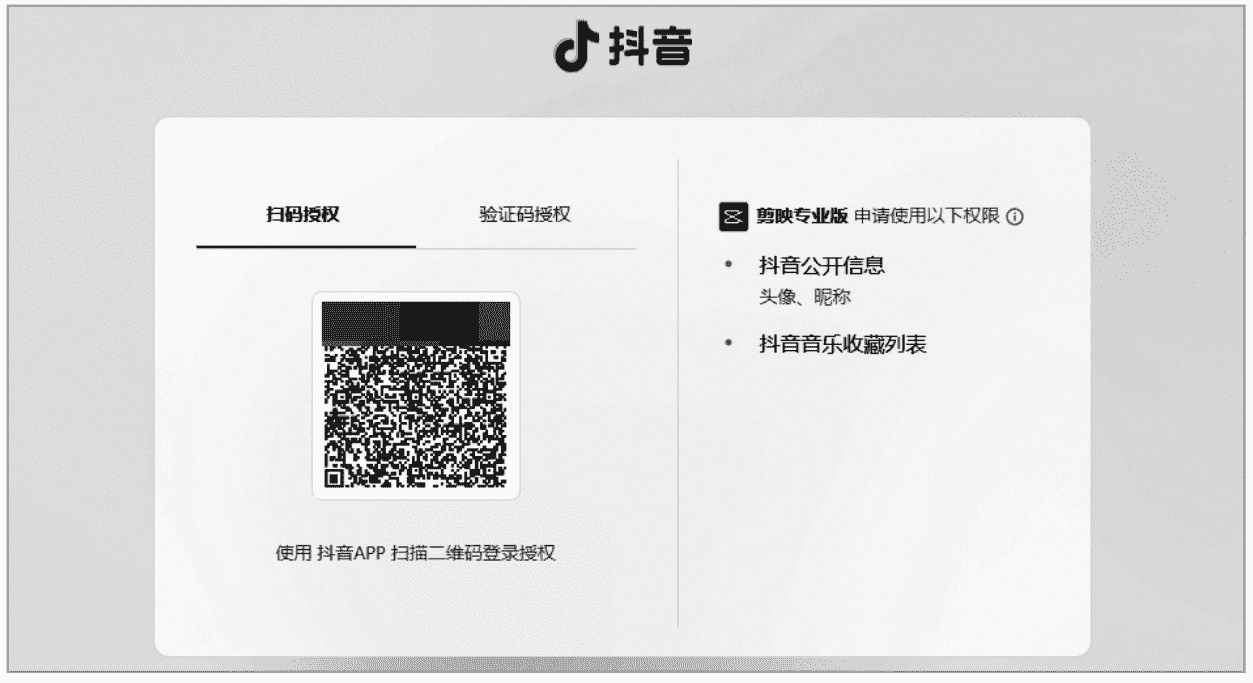 抖音
扫码授权
验证码授权
使用 抖音APP 扫描二维码登录授权
剪映专业版 申请使用以下权限
抖音公开信息
头像、昵称
抖音音乐收藏列表